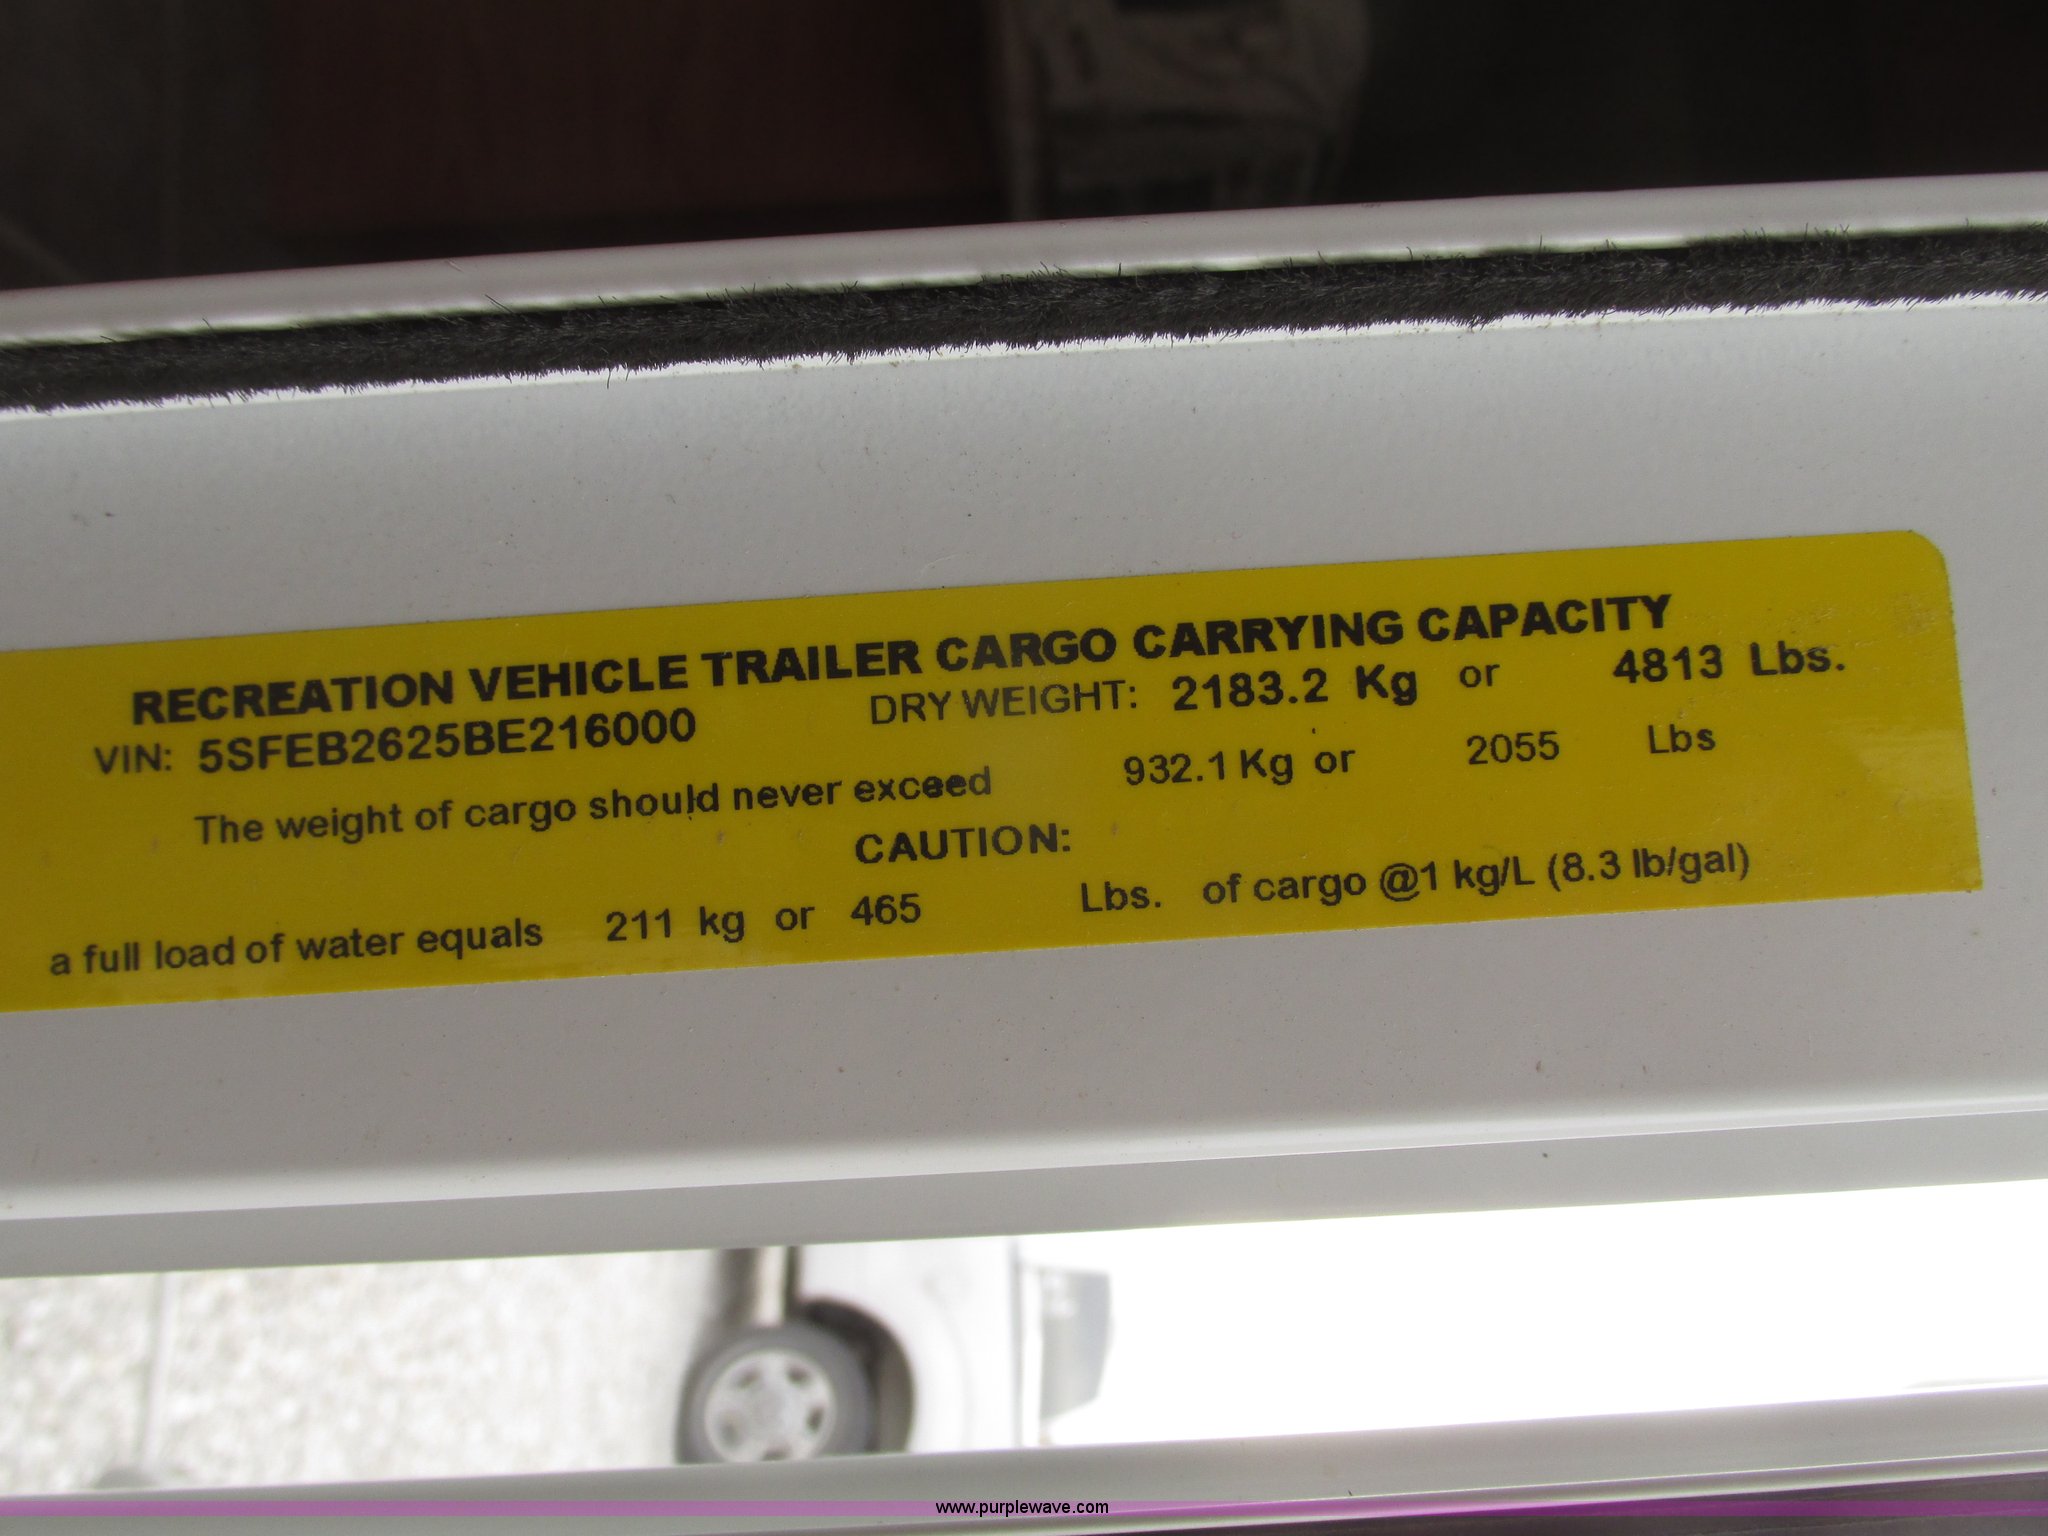 RECREATION VEHICLE TRAILER CARGO CARRYING CAPACITY
VIN: 5SFEB2625BE216000 DRY WEIGHT: 2183.2 Kg or 4813 Lbs.
The weight of cargo should never exceed 932.1 Kg or 2055 Lbs
CAUTION:
a full load of water equals 211 kg or 465 Lbs. of cargo @1 kg/L (8.3 lb/gal)
www.purplewave.com